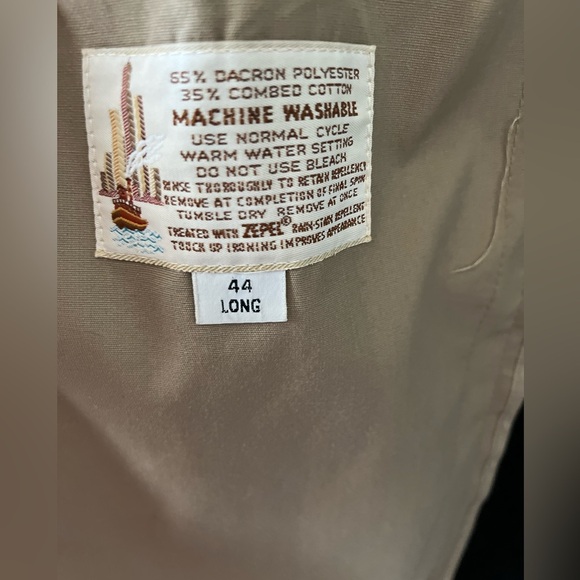 65% DACRON POLYESTER
35% COMBED COTTON
MACHINE WASHABLE
USE NORMAL CYCLE
WARM WATER SETTING
DO NOT USE BLEACH
RINSE THOROUGHLY TO RETAIN REPELLENCY
REMOVE AT COMPLETION OF FINAL SPIN
TUMBLE DRY REMOVE AT ONCE
TREATED WITH ZEPEL® RAIN-STAIN REPELLENT
TOUCH UP IRONING IMPROVES APPEARANCE
44
LONG